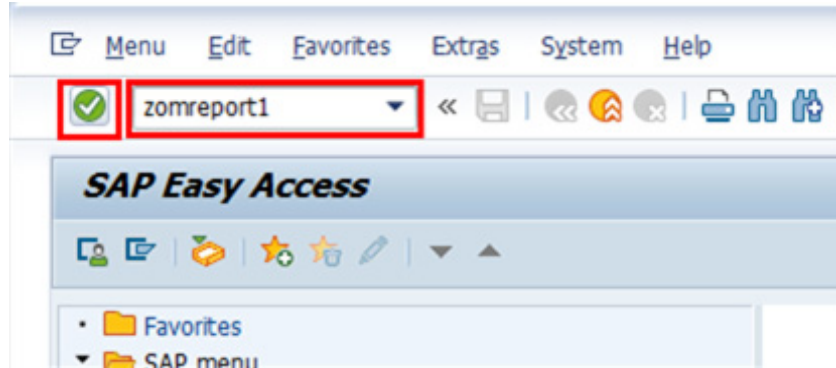 Menu Edit Favorites Extras System Help
zomreport1
SAP Easy Access
Favorites
SAP menu